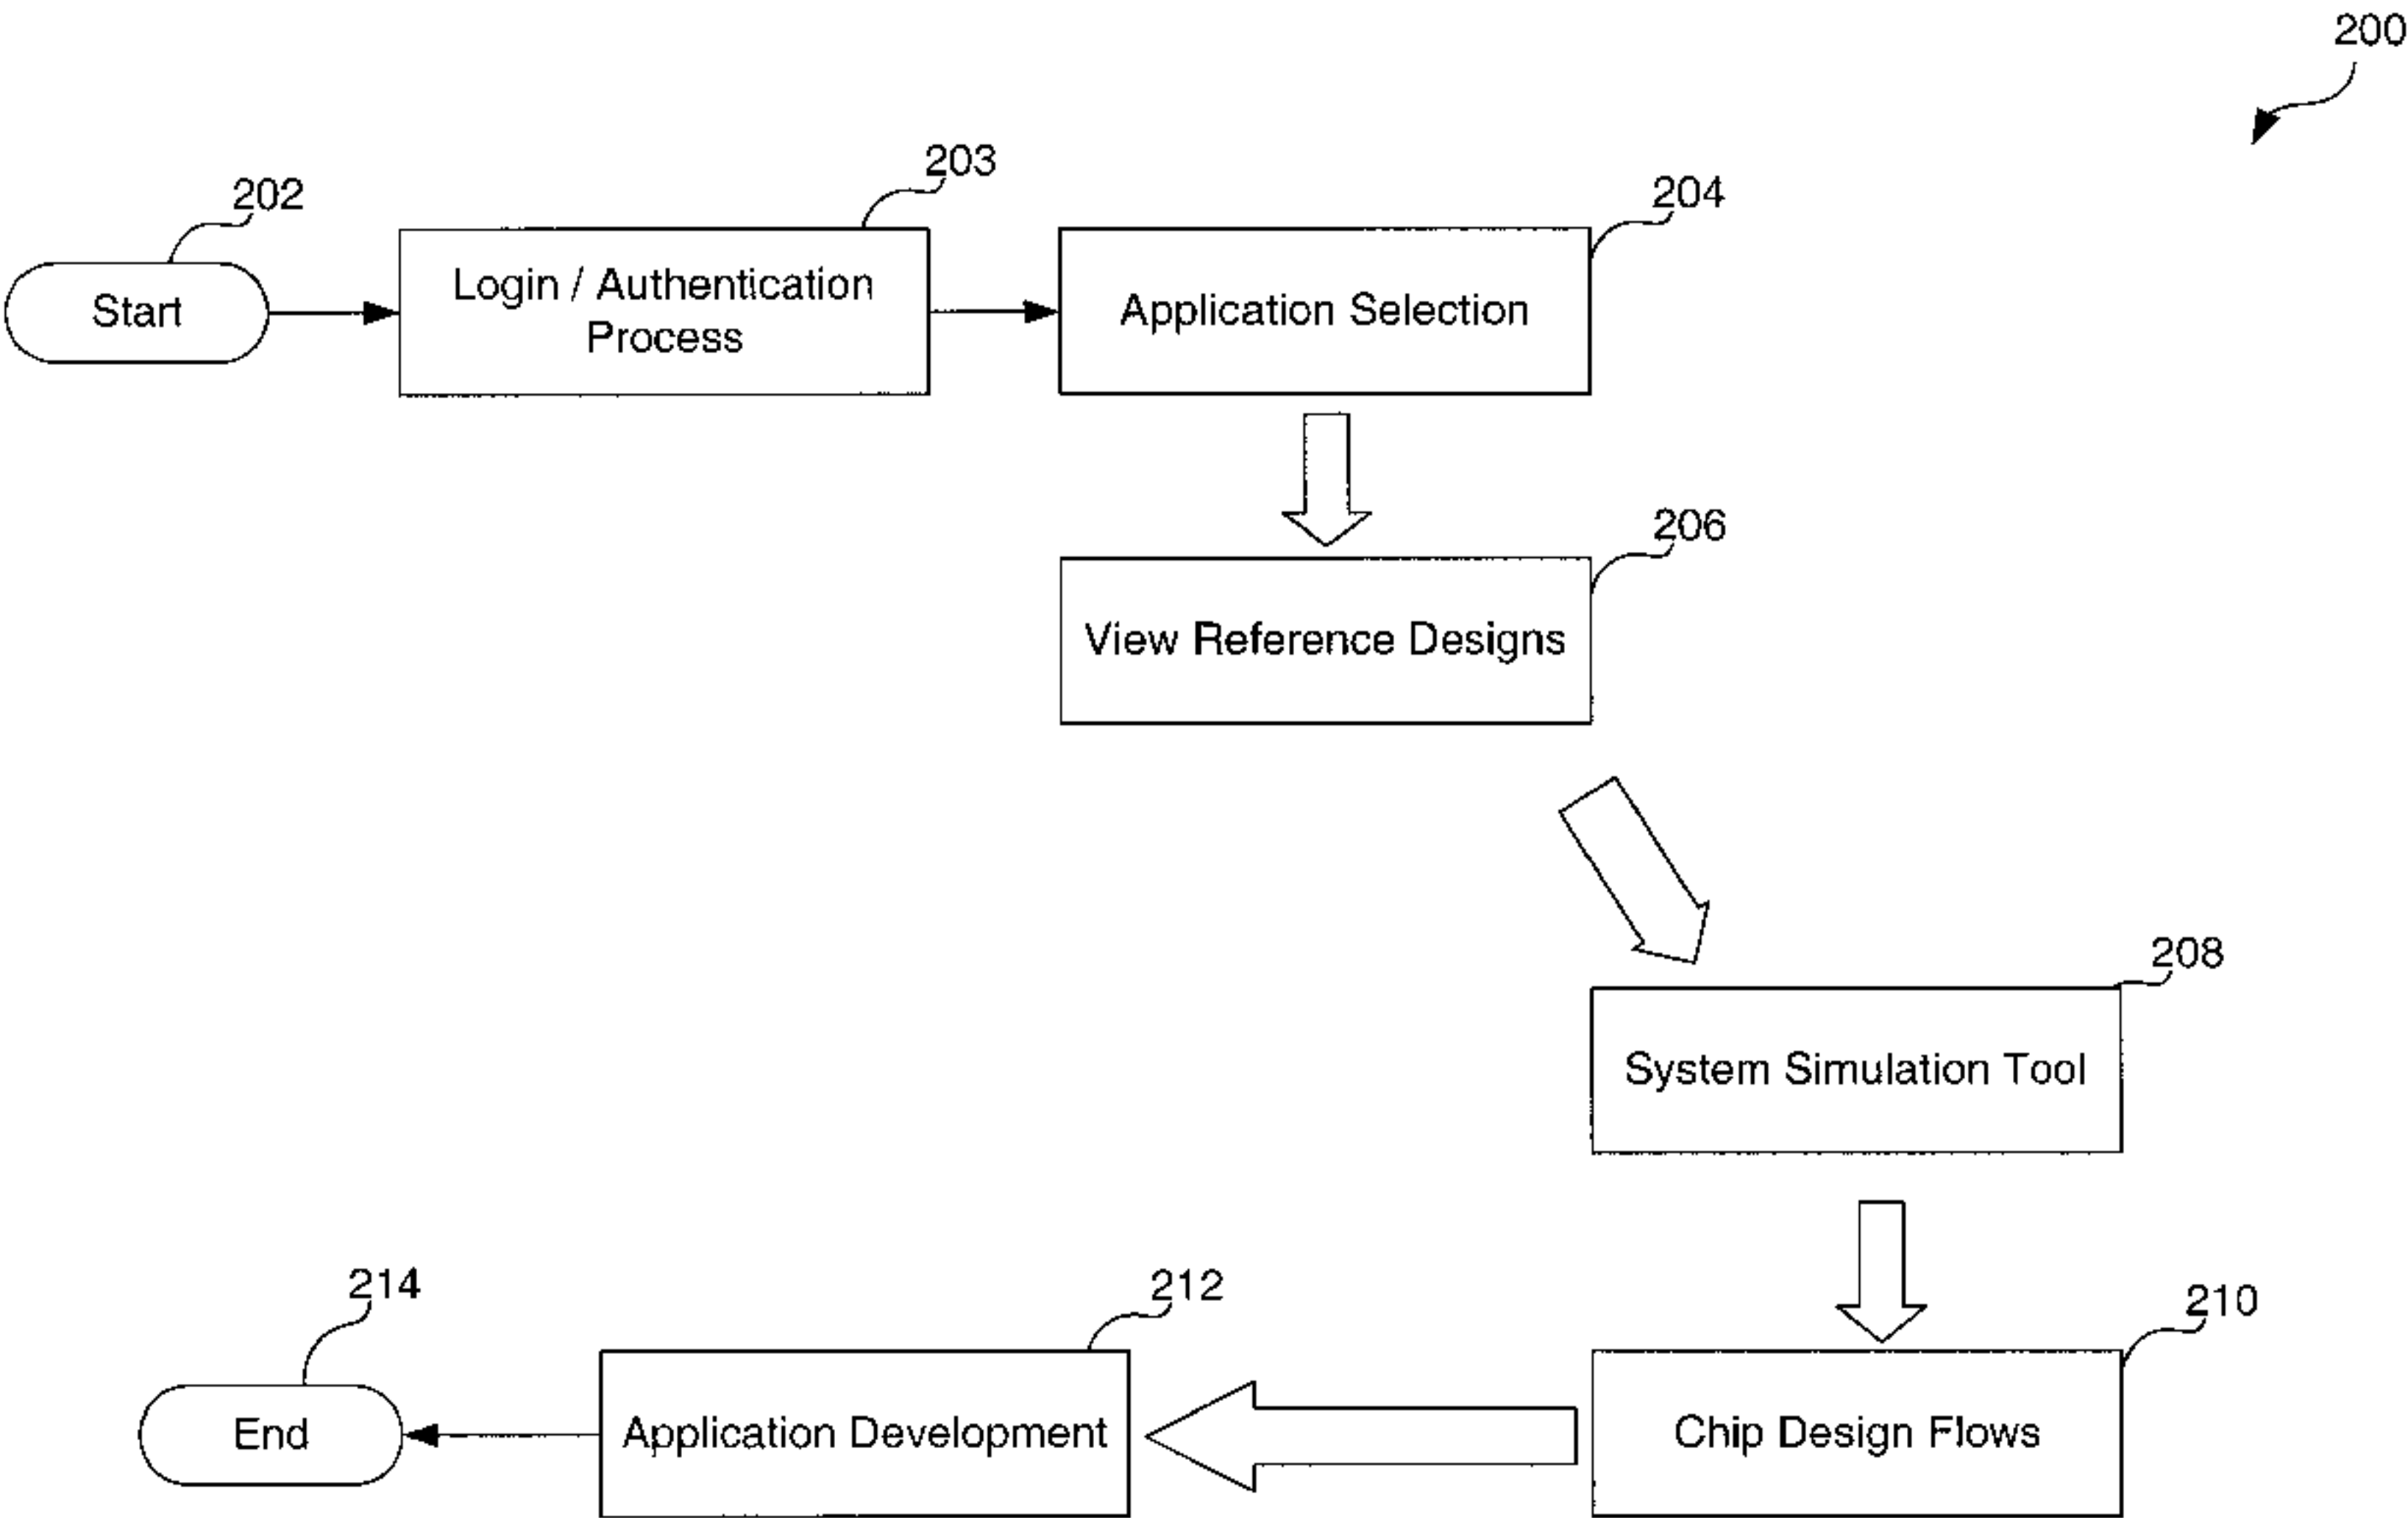 200
202
203
204
Start
Login / Authentication
Process
Application Selection
206
View Reference Designs
208
System Simulation Tool
214
212
210
End
Application Development
Chip Design Flows